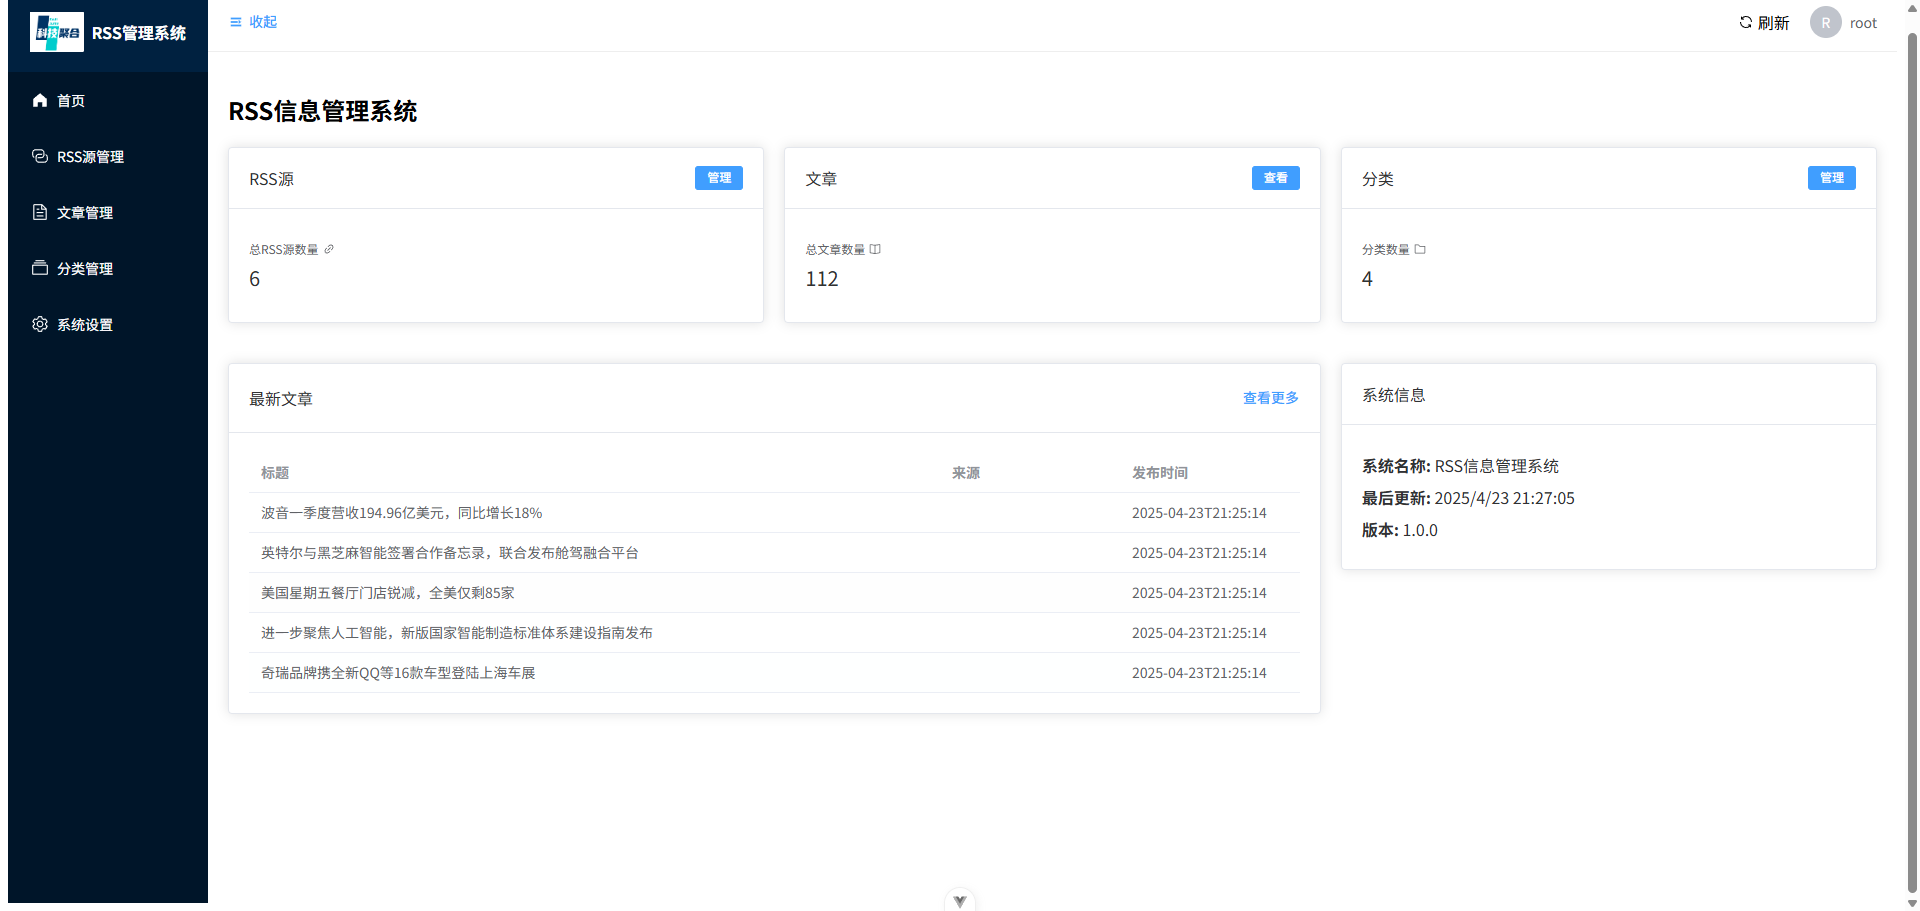 科技聚合
RSS管理系统
收起
刷新
R
root
首页
RSS源管理
文章管理
分类管理
系统设置
RSS信息管理系统
RSS源
管理
总RSS源数量
6
文章
查看
总文章数量
112
分类
管理
分类数量
4
最新文章
查看更多
标题 来源 发布时间
波音一季度营收194.96亿美元，同比增长18% 2025-04-23T21:25:14
英特尔与黑芝麻智能签署合作备忘录，联合发布舱驾融合平台 2025-04-23T21:25:14
美国星期五餐厅门店锐减，全美仅剩85家 2025-04-23T21:25:14
进一步聚焦人工智能，新版国家智能制造标准体系建设指南发布 2025-04-23T21:25:14
奇瑞品牌携全新QQ等16款车型登陆上海车展 2025-04-23T21:25:14
系统信息
系统名称: RSS信息管理系统
最后更新: 2025/4/23 21:27:05
版本: 1.0.0